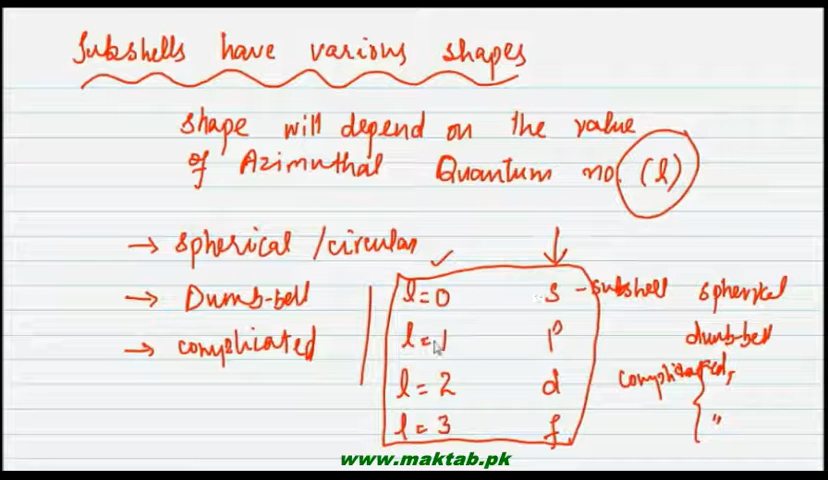 Subshells have various shapes
shape will depend on the value
of Azimuthal Quantum no. (l)
→ spherical /circular ✓
→ Dumb-bell
→ complicated
l=0 s - subshell spherical
l=1 p dumb-bell
l=2 d complicated,
l=3 f "
www.maktab.pk